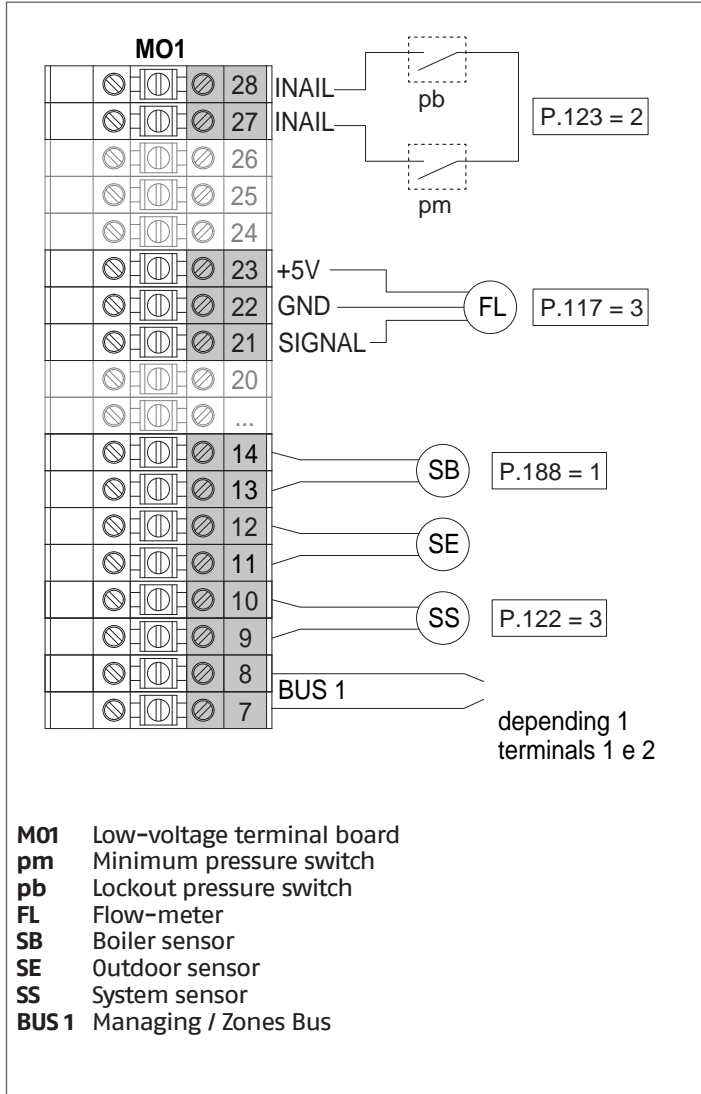 MO1
28 INAIL
27 INAIL
pb
P.123 = 2
26
25
pm
24
23 +5V
22 GND
FL P.117 = 3
21 SIGNAL
20
...
14
SB P.188 = 1
13
12
SE
11
10
SS P.122 = 3
9
8
BUS 1
7
depending 1
terminals 1 e 2
M01 Low-voltage terminal board
pm Minimum pressure switch
pb Lockout pressure switch
FL Flow-meter
SB Boiler sensor
SE Outdoor sensor
SS System sensor
BUS 1 Managing / Zones Bus